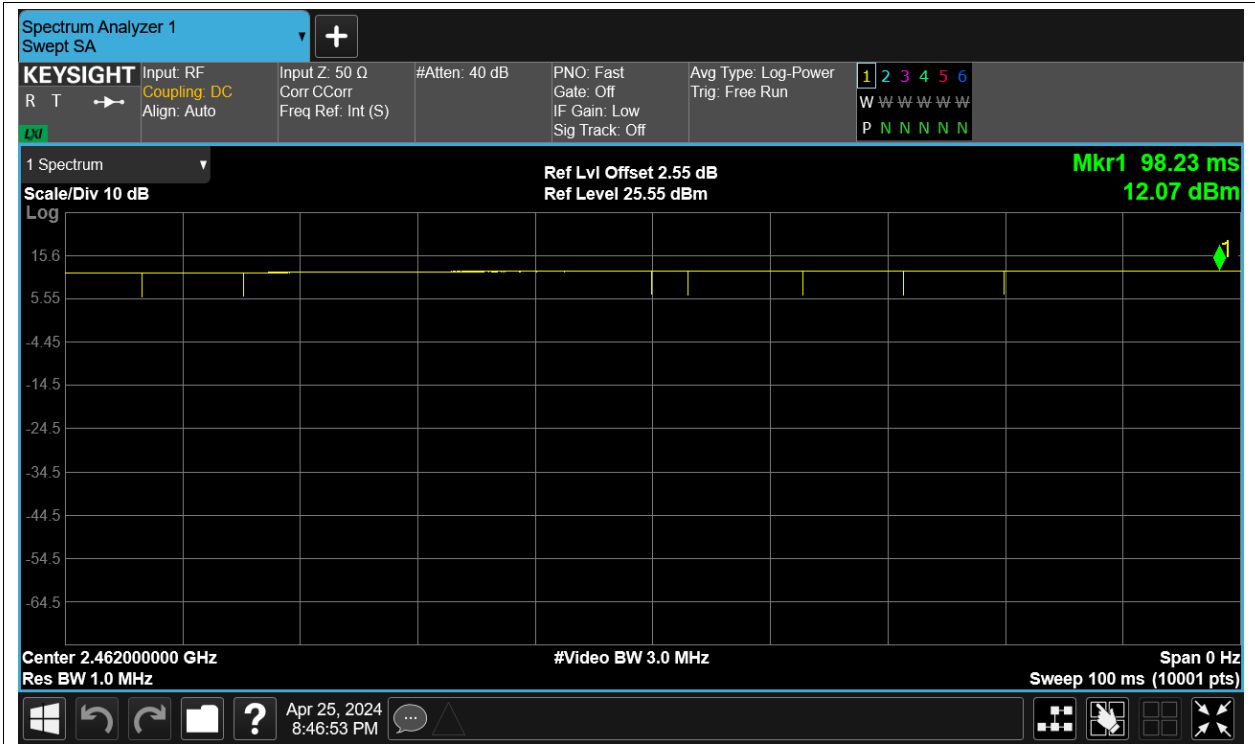 Spectrum Analyzer 1
Swept SA
+
KEYSIGHT
R T
LXI
Input: RF
Coupling: DC
Align: Auto
Input Z: 50 Ω
Corr CCorr
Freq Ref: Int (S)
#Atten: 40 dB
PNO: Fast
Gate: Off
IF Gain: Low
Sig Track: Off
Avg Type: Log-Power
Trig: Free Run
1 2 3 4 5 6
W W W W W W
P N N N N N
1 Spectrum
Scale/Div 10 dB
Log
Ref Lvl Offset 2.55 dB
Ref Level 25.55 dBm
Mkr1 98.23 ms
12.07 dBm
1
15.6
5.55
-4.45
-14.5
-24.5
-34.5
-44.5
-54.5
-64.5
Center 2.462000000 GHz
Res BW 1.0 MHz
#Video BW 3.0 MHz
Span 0 Hz
Sweep 100 ms (10001 pts)
?
Apr 25, 2024
8:46:53 PM